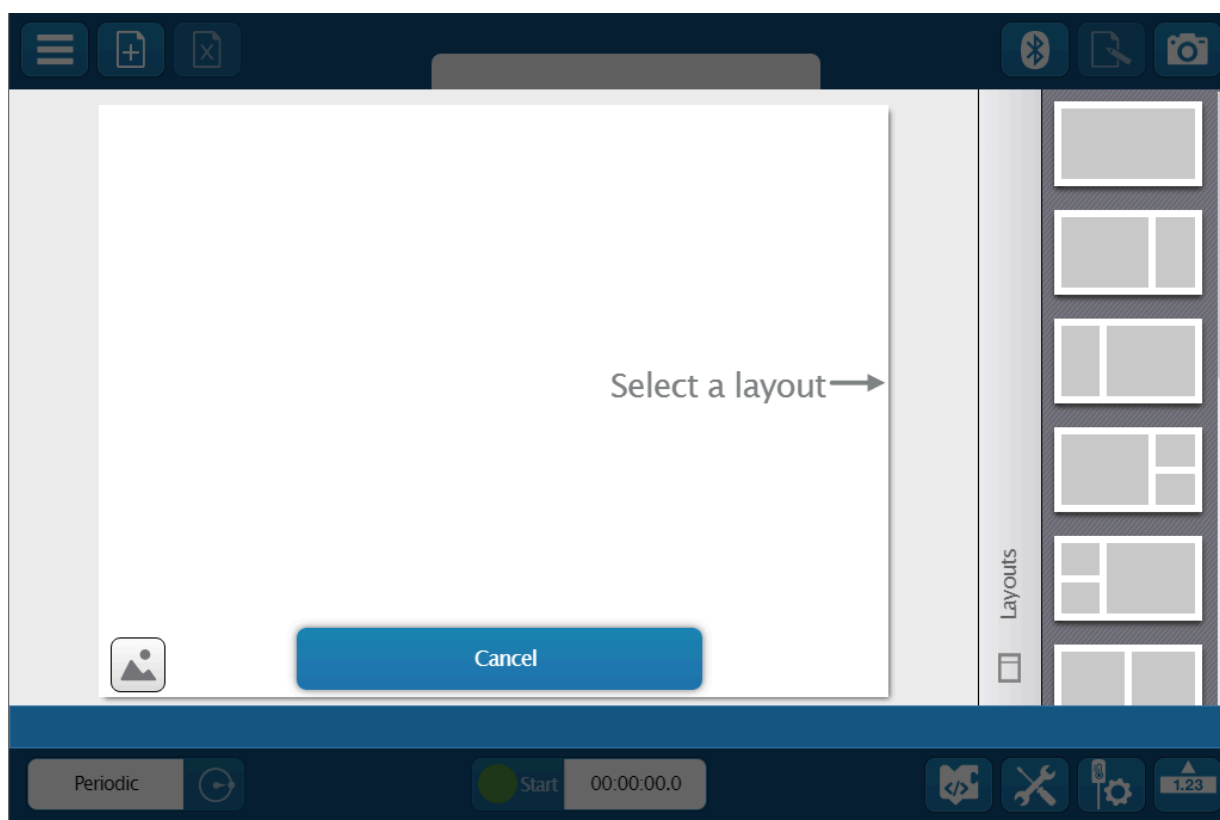 Select a layout
Layouts
Cancel
Periodic
Start
00:00:00.0
</>
1.23